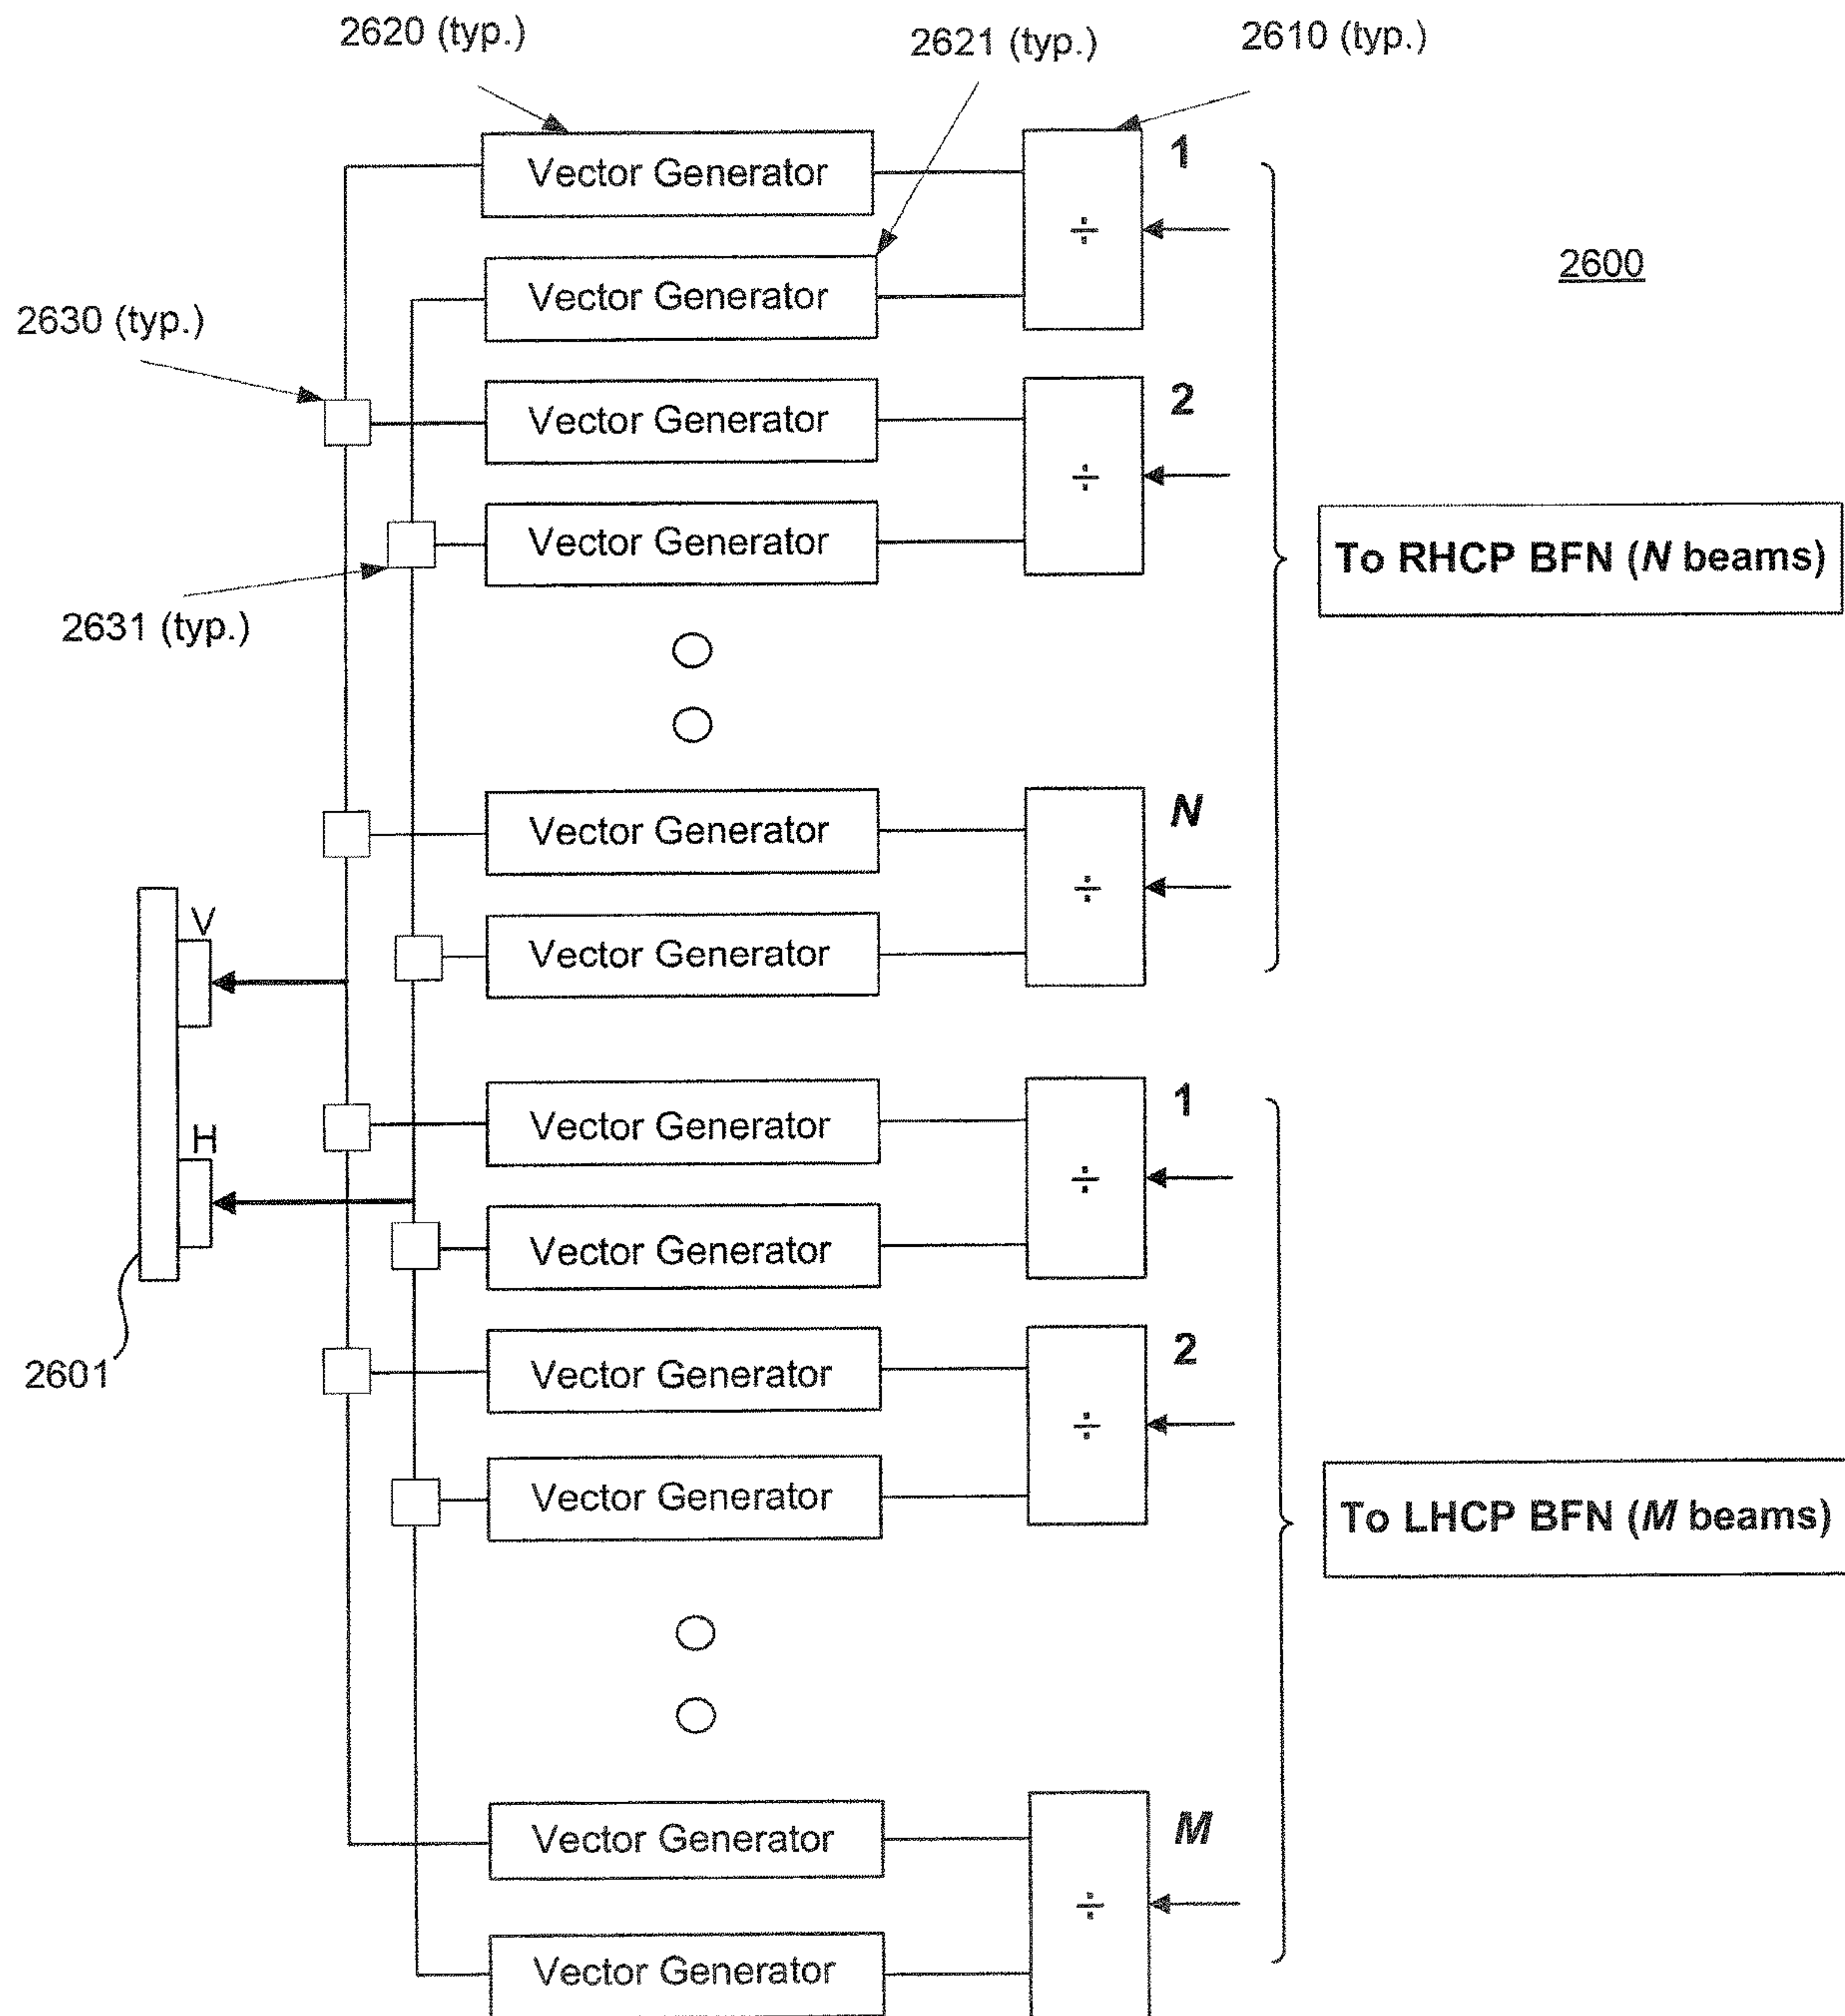 2620 (typ.)
2621 (typ.)
2610 (typ.)
Vector Generator
1
÷
Vector Generator
2600
2630 (typ.)
Vector Generator
2
÷
Vector Generator
To RHCP BFN (N beams)
2631 (typ.)
Vector Generator
N
÷
Vector Generator
V
Vector Generator
1
H
÷
Vector Generator
2601
Vector Generator
2
÷
Vector Generator
To LHCP BFN (M beams)
Vector Generator
M
÷
Vector Generator